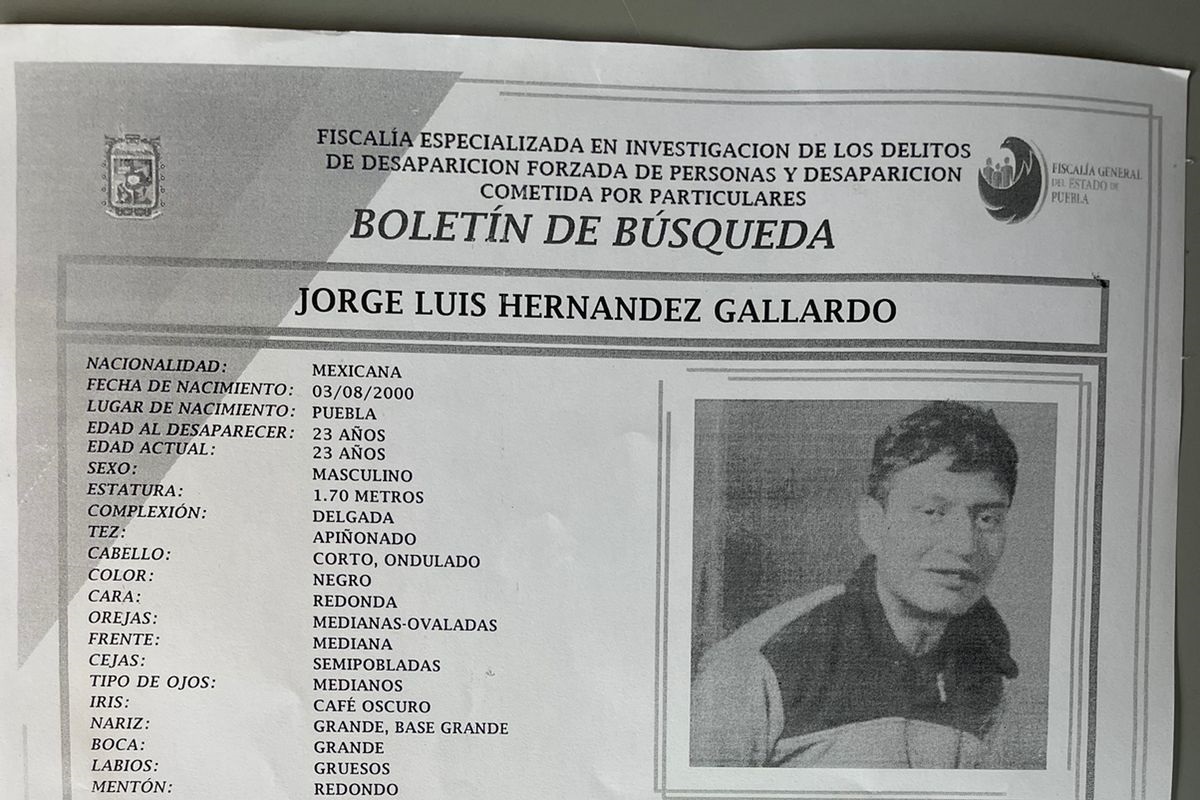 FISCALÍA ESPECIALIZADA EN INVESTIGACION DE LOS DELITOS
DE DESAPARICION FORZADA DE PERSONAS Y DESAPARICION
COMETIDA POR PARTICULARES
BOLETÍN DE BÚSQUEDA
FISCALÍA GENERAL
DEL ESTADO DE
PUEBLA
JORGE LUIS HERNANDEZ GALLARDO
NACIONALIDAD: MEXICANA
FECHA DE NACIMIENTO: 03/08/2000
LUGAR DE NACIMIENTO: PUEBLA
EDAD AL DESAPARECER: 23 AÑOS
EDAD ACTUAL: 23 AÑOS
SEXO: MASCULINO
ESTATURA: 1.70 METROS
COMPLEXIÓN: DELGADA
TEZ: APIÑONADO
CABELLO: CORTO, ONDULADO
COLOR: NEGRO
CARA: REDONDA
OREJAS: MEDIANAS-OVALADAS
FRENTE: MEDIANA
CEJAS: SEMIPOBLADAS
TIPO DE OJOS: MEDIANOS
IRIS: CAFÉ OSCURO
NARIZ: GRANDE, BASE GRANDE
BOCA: GRANDE
LABIOS: GRUESOS
MENTÓN: REDONDO